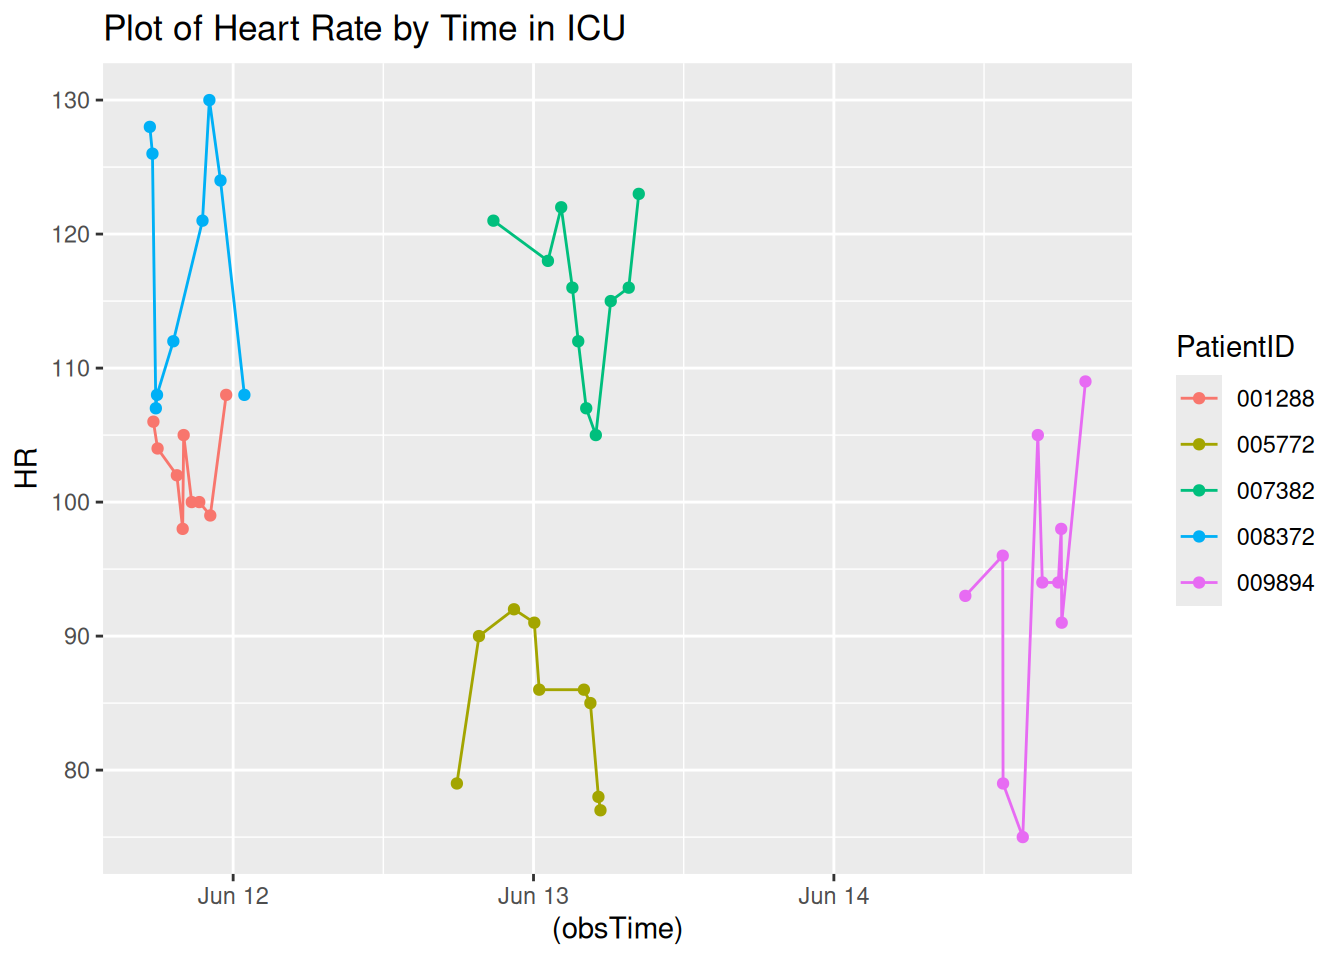 Plot of Heart Rate by Time in ICU
130
120
110
100
90
80
HR
Jun 12
Jun 13
Jun 14
(obsTime)
PatientID
001288
005772
007382
008372
009894